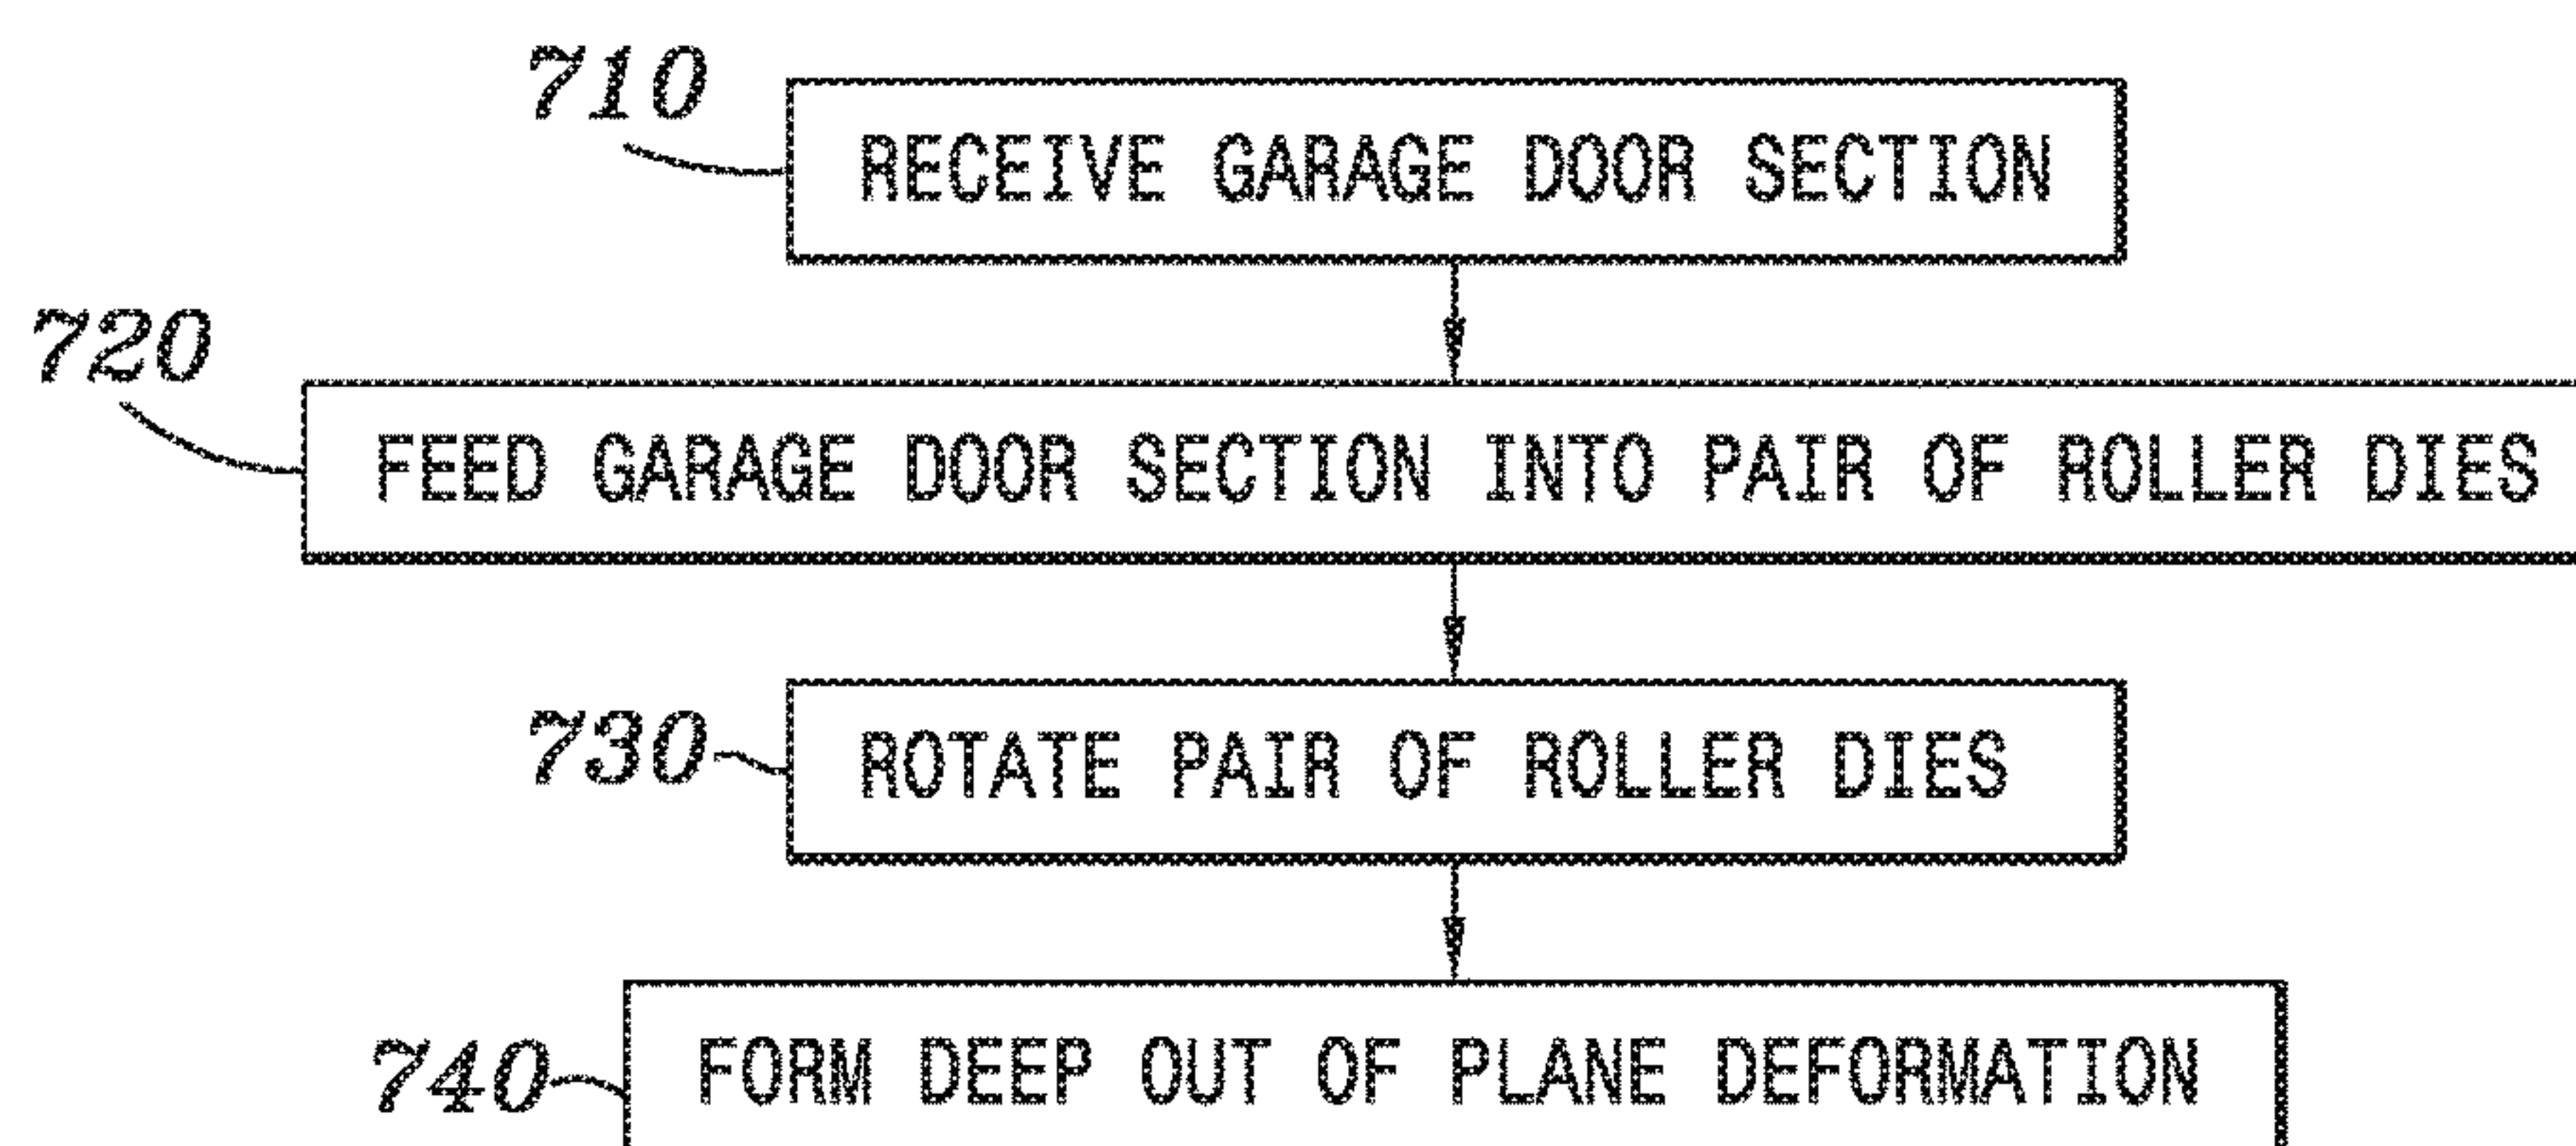 710
RECEIVE GARAGE DOOR SECTION
720
FEED GARAGE DOOR SECTION INTO PAIR OF ROLLER DIES
730
ROTATE PAIR OF ROLLER DIES
740
FORM DEEP OUT OF PLANE DEFORMATION